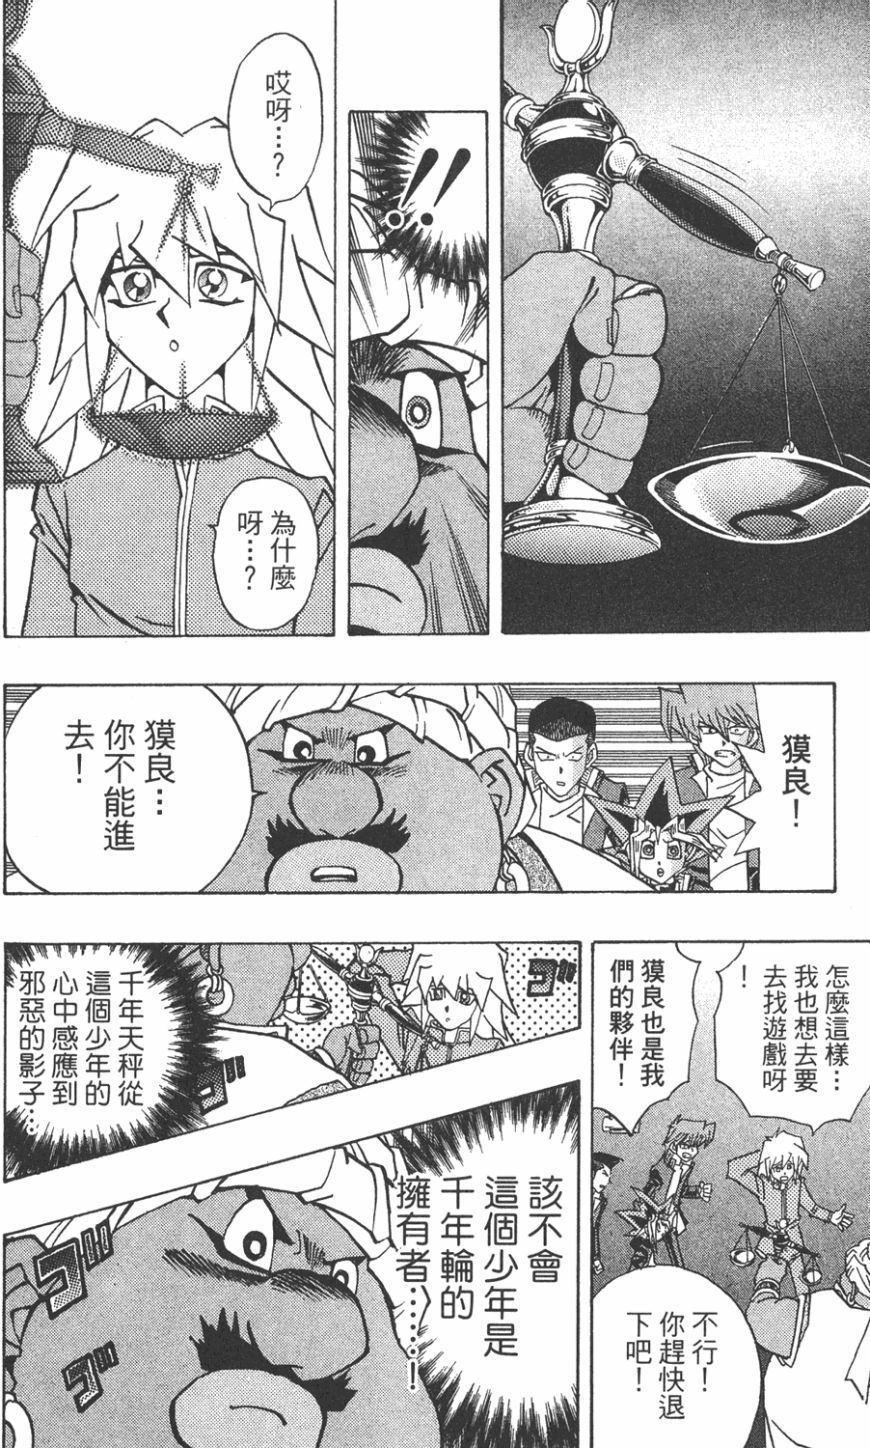 !!
哎呀…?
為什麼
呀…?
獏良!
獏良…
你不能進
去!
怎麼這樣…
我也想去要
去找遊戲呀
!
獏良也是我
們的夥伴!
不行!
你趕快退
下吧!
ゴ
ゴ
千年天秤從
這個少年的
心中感應到
邪惡的影子…
該不會
這個少年是
千年輪的
擁有者……!
ゴ
ゴ